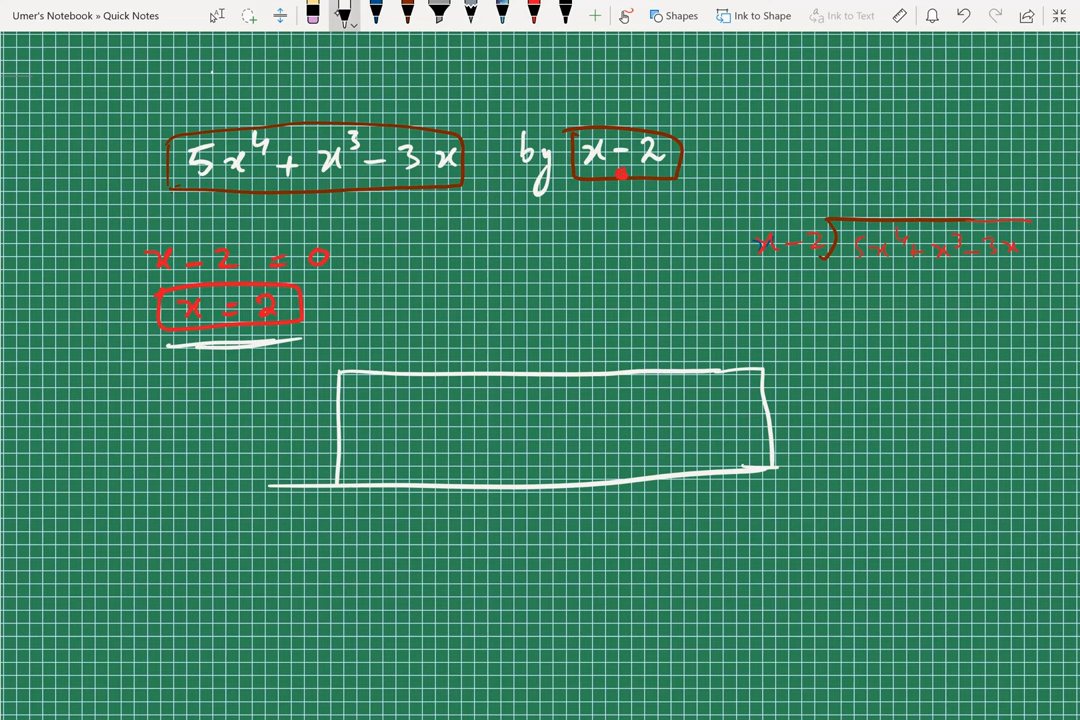 Umer's Notebook » Quick Notes
Shapes
Ink to Shape
Ink to Text
5x⁴ + x³ - 3x by x - 2
x - 2 = 0
x = 2
x - 2 ) 5x⁴ + x³ - 3x